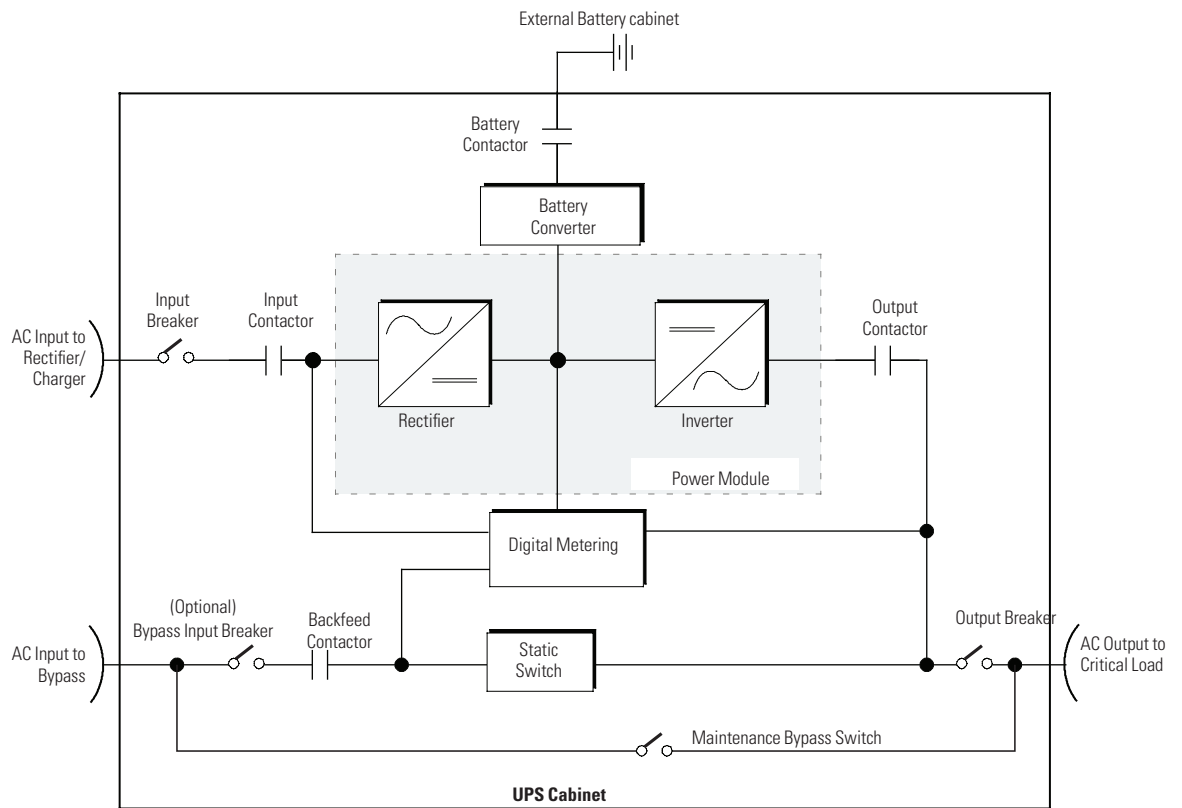 External Battery cabinet
Battery
Contactor
Battery
Converter
Input
Breaker
Input
Contactor
Output
Contactor
AC Input to
Rectifier/
Charger
Rectifier
Inverter
Power Module
Digital Metering
(Optional)
Bypass Input Breaker
Backfeed
Contactor
Static
Switch
Output Breaker
AC Input to
Bypass
AC Output to
Critical Load
Maintenance Bypass Switch
UPS Cabinet